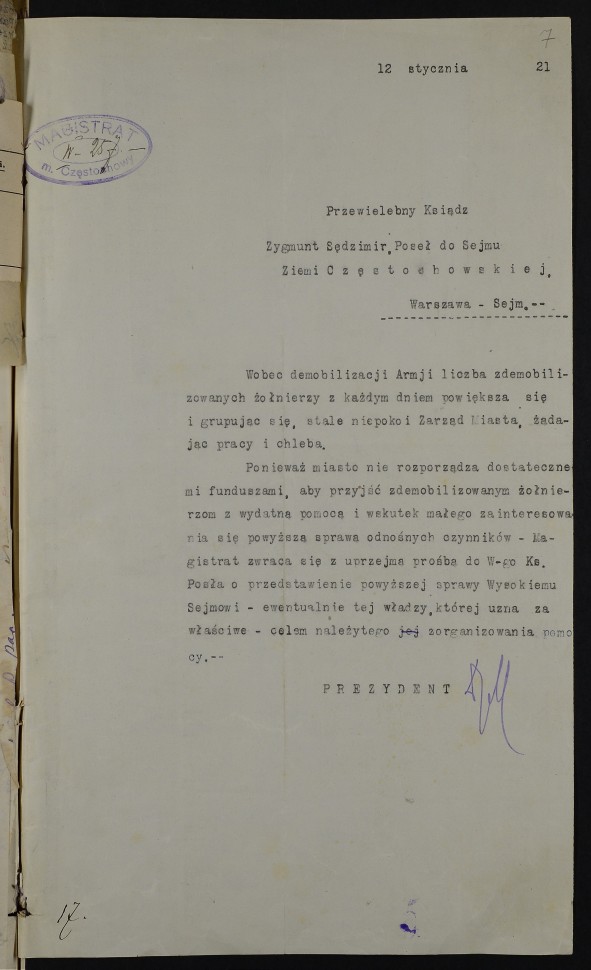 7
12 stycznia 21
MAGISTRAT
W- 257
m. Częstochowy
Przewielebny Ksiądz
Zygmunt Sędzimir, Poseł do Sejmu
Ziemi Częstochowskiej,
Warszawa - Sejm.--
Wobec demobilizacji Armji liczba zdemobili-
zowanych żołnierzy z każdym dniem powiększa się
i grupując się, stale niepokoi Zarząd Miasta, żąda-
jąc pracy i chleba.
Ponieważ miasto nie rozporządza dostateczne
mi funduszami, aby przyjść zdemobilizowanym żołnie-
rzom z wydatną pomocą i wskutek małego zainteresowa
nia się powyższą sprawą odnośnych czynników - Ma-
gistrat zwraca się z uprzejmą prośbą do W-go Ks.
Posła o przedstawienie powyższej sprawy Wysokiemu
Sejmowi - ewentualnie tej władzy, której uzna za
właściwe - celem należytego jej zorganizowania pomo
cy.--
PREZYDENT
17.